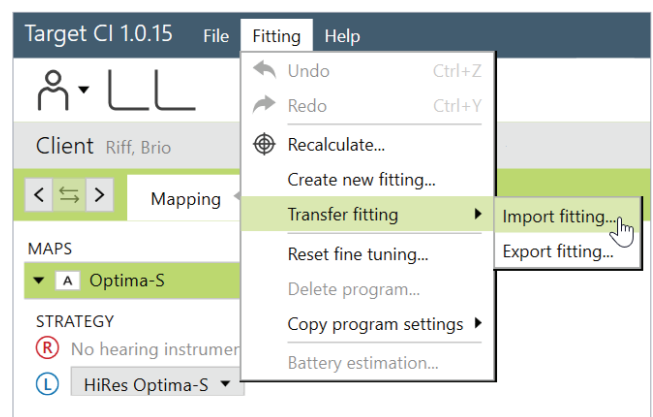 Target CI 1.0.15 File Fitting Help
Undo Ctrl+Z
Redo Ctrl+Y
Client Riff, Brio
Recalculate...
Create new fitting...
Mapping
Transfer fitting
Import fitting...
Export fitting...
MAPS
Reset fine tuning...
A Optima-S
Delete program...
STRATEGY
Copy program settings
R No hearing instrumen
Battery estimation...
L HiRes Optima-S